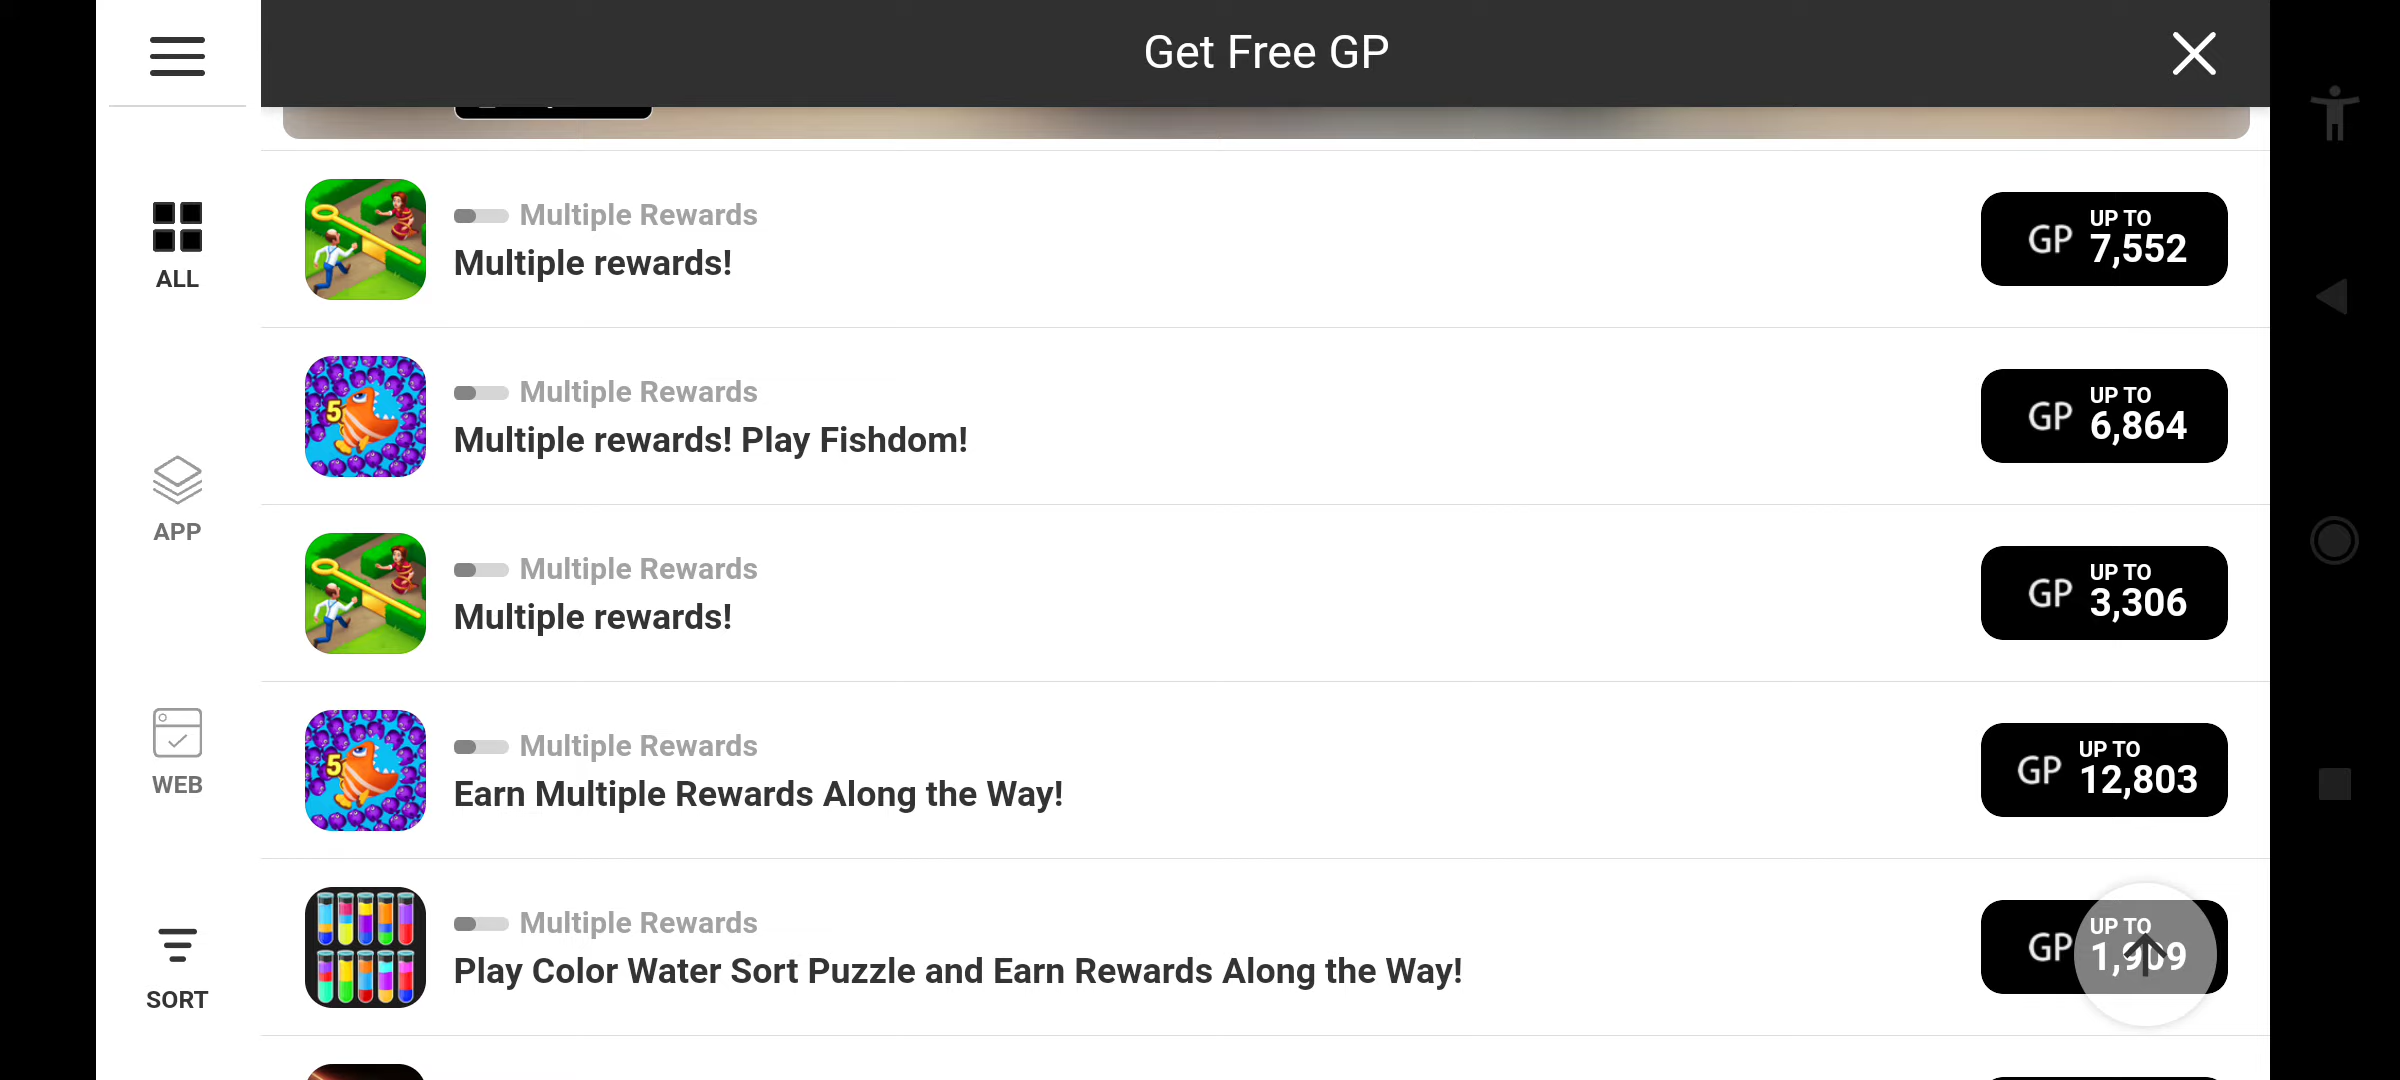 Get Free GP
ALL
APP
WEB
SORT
Multiple Rewards
Multiple rewards!
GP UP TO
7,552
5
Multiple Rewards
Multiple rewards! Play Fishdom!
GP UP TO
6,864
Multiple Rewards
Multiple rewards!
GP UP TO
3,306
5
Multiple Rewards
Earn Multiple Rewards Along the Way!
GP UP TO
12,803
Multiple Rewards
Play Color Water Sort Puzzle and Earn Rewards Along the Way!
GP UP TO